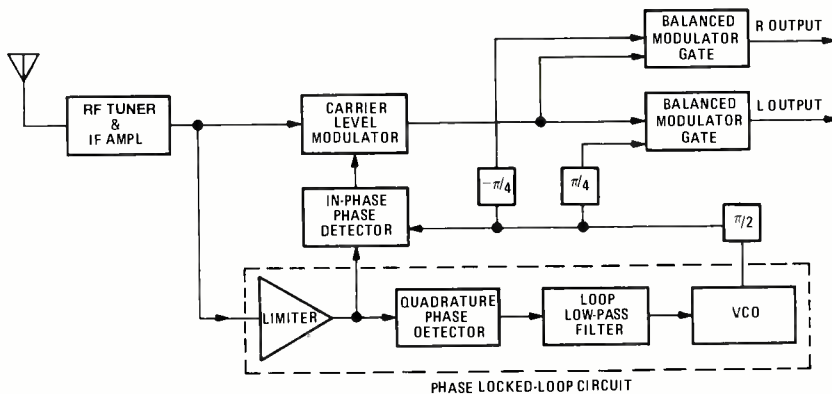 RF TUNER
&
IF AMPL
CARRIER
LEVEL
MODULATOR
IN-PHASE
PHASE
DETECTOR
-π/4
π/4
π/2
BALANCED
MODULATOR
GATE
R OUTPUT
BALANCED
MODULATOR
GATE
L OUTPUT
LIMITER
QUADRATURE
PHASE
DETECTOR
LOOP
LOW-PASS
FILTER
VCO
PHASE LOCKED-LOOP CIRCUIT